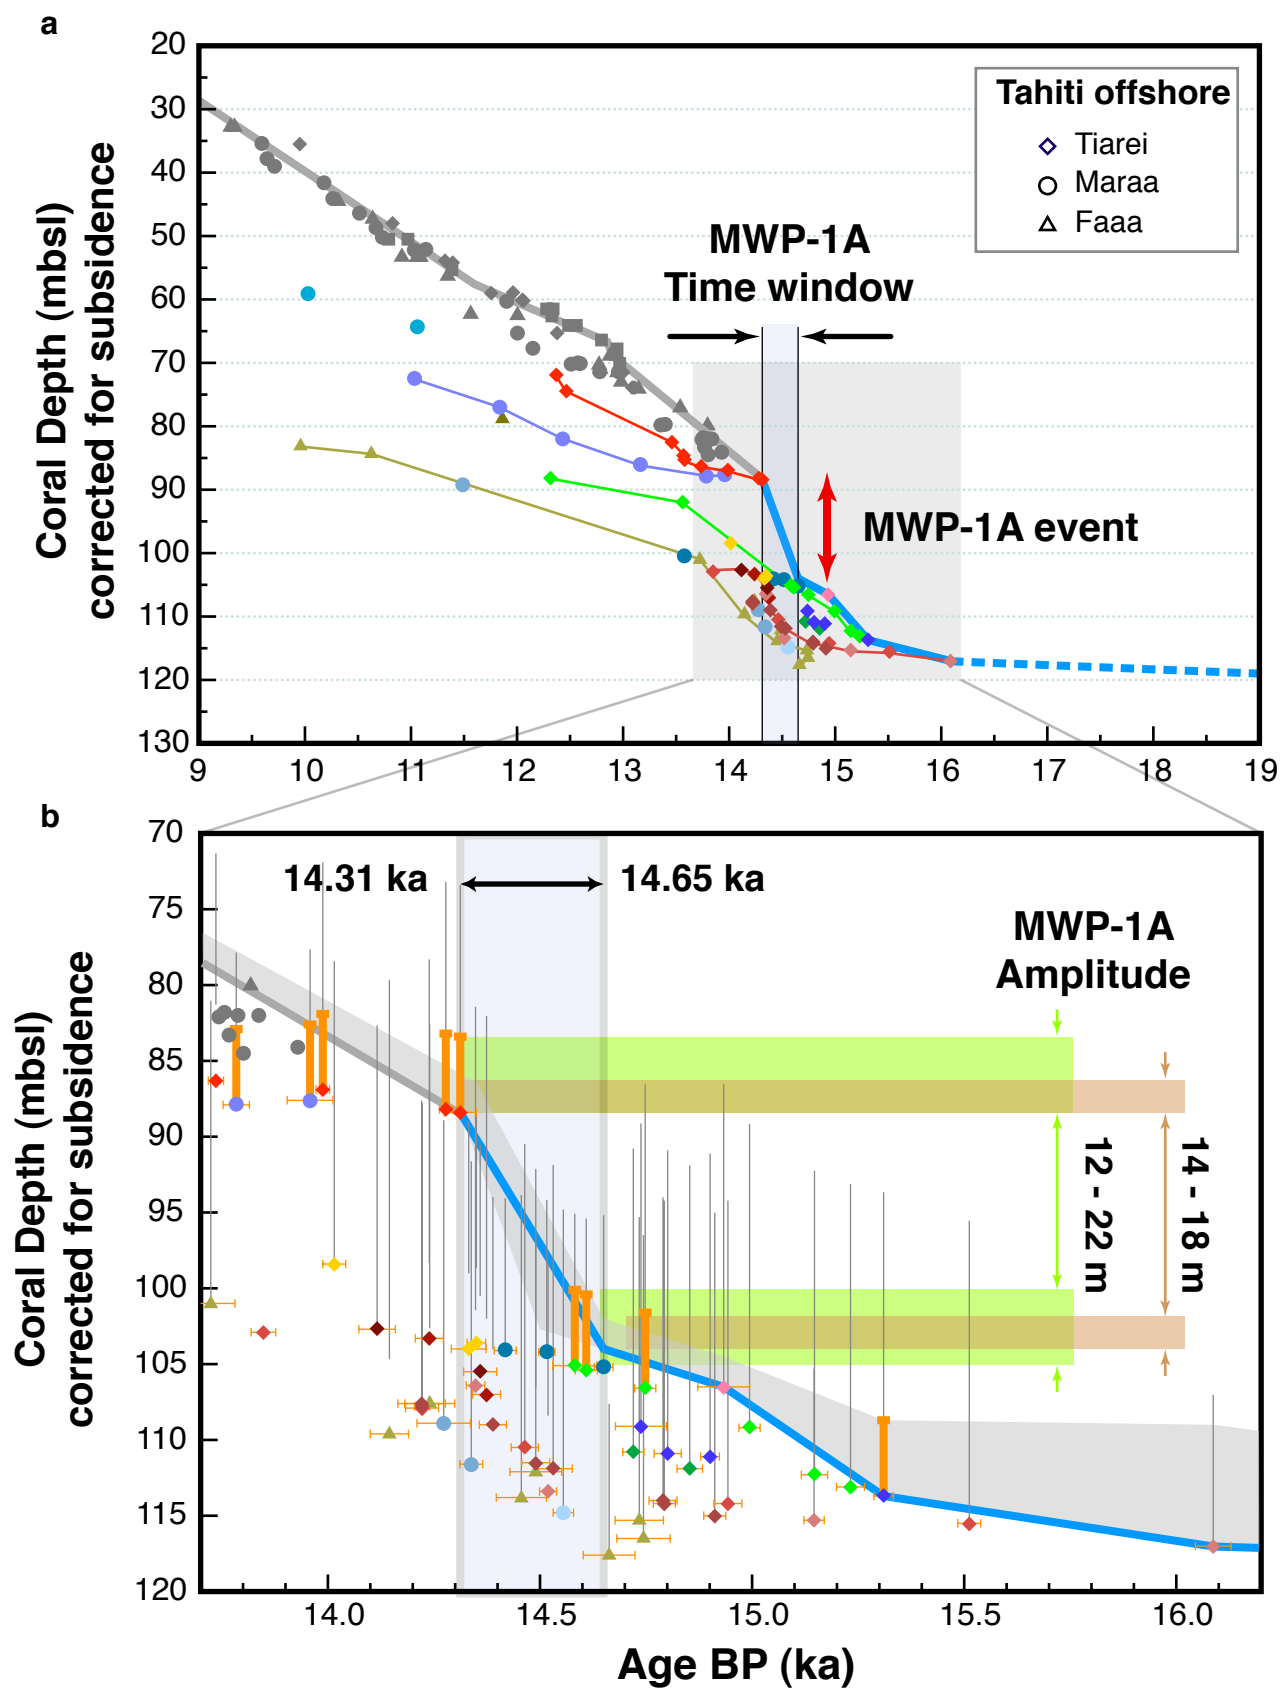 a
Coral Depth (mbsl)
corrected for subsidence
20
30
40
50
60
70
80
90
100
110
120
130
Tahiti offshore
Tiarei
Maraa
Faaa
MWP-1A
Time window
MWP-1A event
9
10
11
12
13
14
15
16
17
18
19
b
Coral Depth (mbsl)
corrected for subsidence
70
75
80
85
90
95
100
105
110
115
120
14.31 ka
14.65 ka
MWP-1A
Amplitude
12 - 22 m
14 - 18 m
14.0
14.5
15.0
15.5
16.0
Age BP (ka)